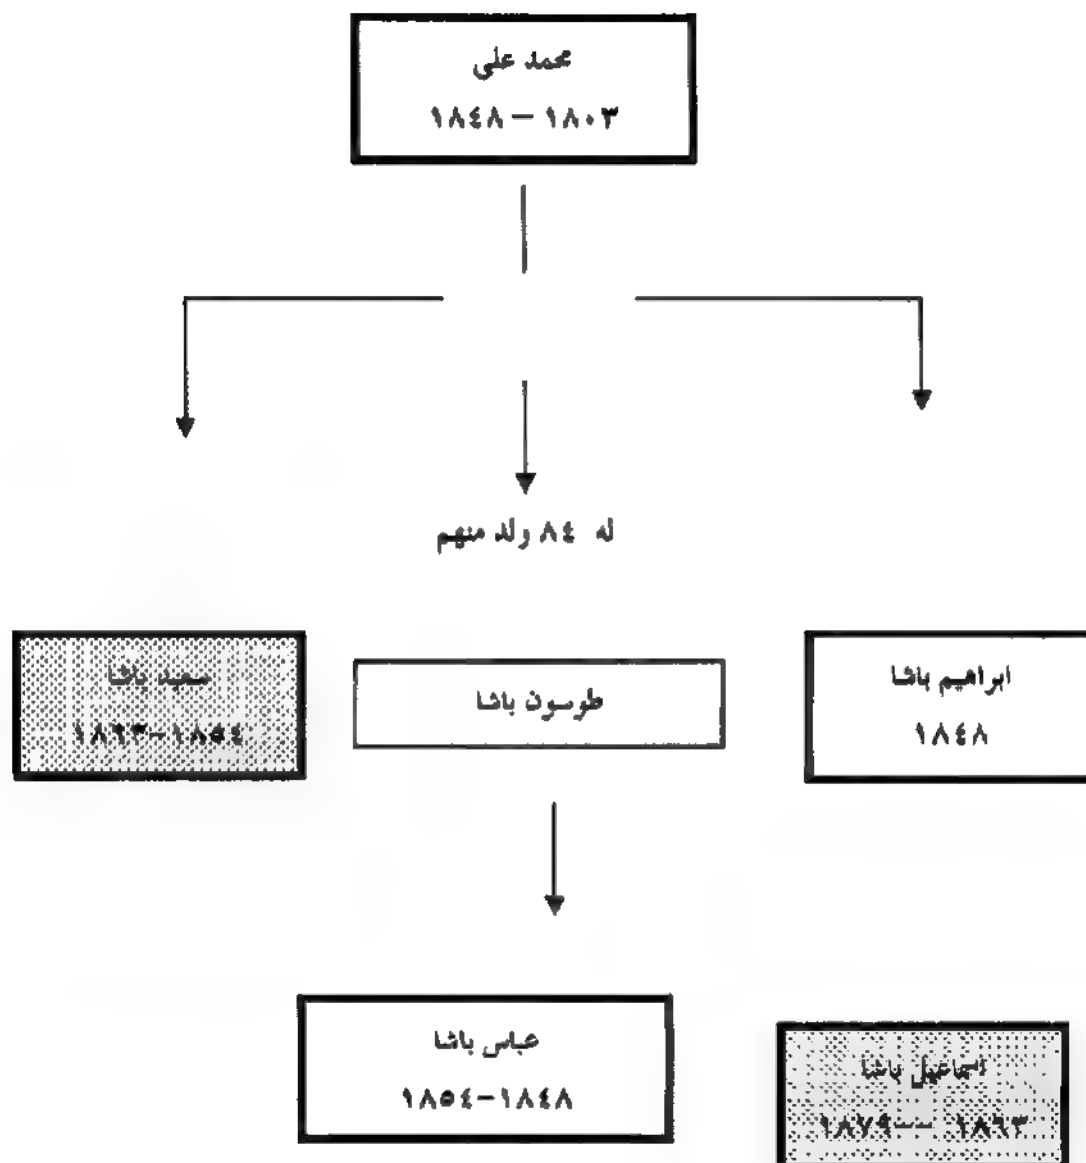 محمد على
١٨٠٣ – ١٨٤٨
له ٨٤ ولد منهم
ابراهيم باشا
١٨٤٨
طوسون باشا
سعيد باشا
١٨٥٤-١٨٦٣
عباس باشا
١٨٤٨-١٨٥٤
اسماعيل باشا
١٨٦٣ -- ١٨٧٩